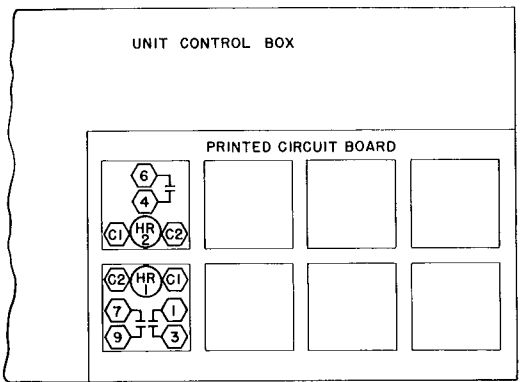 UNIT CONTROL BOX
PRINTED CIRCUIT BOARD
6
4
C1 HR 2 C2
C2 HR 1 C1
7 1
9 3